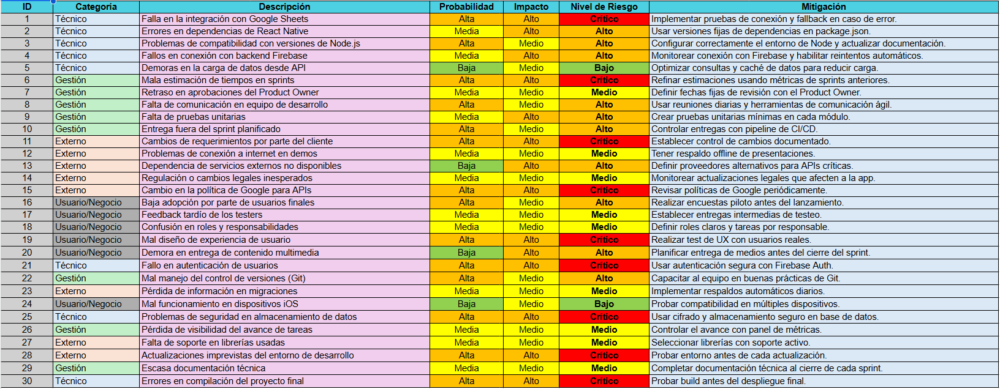 ID Categoría Descripción Probabilidad Impacto Nivel de Riesgo Mitigación
1 Técnico Falla en la integración con Google Sheets Alta Alto Crítico Implementar pruebas de conexión y fallback en caso de error.
2 Técnico Errores en dependencias de React Native Media Alto Alto Usar versiones fijas de dependencias en package.json.
3 Técnico Problemas de compatibilidad con versiones de Node.js Alta Medio Alto Configurar correctamente el entorno de Node y actualizar documentación.
4 Técnico Fallos en conexión con backend Firebase Media Alto Alto Monitorear conexión con Firebase y habilitar reintentos automáticos.
5 Técnico Demoras en la carga de datos desde API Baja Medio Bajo Optimizar consultas y caché de datos para reducir carga.
6 Gestión Mala estimación de tiempos en sprints Alta Alto Crítico Refinar estimaciones usando métricas de sprints anteriores.
7 Gestión Retraso en aprobaciones del Product Owner Media Medio Medio Definir fechas fijas de revisión con el Product Owner.
8 Gestión Falta de comunicación en equipo de desarrollo Alta Medio Alto Usar reuniones diarias y herramientas de comunicación ágil.
9 Gestión Falta de pruebas unitarias Media Alto Alto Crear pruebas unitarias mínimas en cada módulo.
10 Gestión Entrega fuera del sprint planificado Alta Medio Alto Controlar entregas con pipeline de CI/CD.
11 Externo Cambios de requerimientos por parte del cliente Alta Alto Crítico Establecer control de cambios documentado.
12 Externo Problemas de conexión a internet en demos Media Medio Medio Tener respaldo offline de presentaciones.
13 Externo Dependencia de servicios externos no disponibles Baja Alto Alto Definir proveedores alternativos para APIs críticas.
14 Externo Regulación o cambios legales inesperados Media Medio Medio Monitorear actualizaciones legales que afecten a la app.
15 Externo Cambio en la política de Google para APIs Alta Alto Crítico Revisar políticas de Google periódicamente.
16 Usuario/Negocio Baja adopción por parte de usuarios finales Alta Medio Alto Realizar encuestas piloto antes del lanzamiento.
17 Usuario/Negocio Feedback tardío de los testers Media Medio Medio Establecer entregas intermedias de testeo.
18 Usuario/Negocio Confusión en roles y responsabilidades Media Medio Medio Definir roles claros y tareas por responsable.
19 Usuario/Negocio Mal diseño de experiencia de usuario Alta Alto Crítico Realizar test de UX con usuarios reales.
20 Usuario/Negocio Demora en entrega de contenido multimedia Baja Alto Alto Planificar entrega de medios antes del cierre del sprint.
21 Técnico Fallo en autenticación de usuarios Alta Alto Crítico Usar autenticación segura con Firebase Auth.
22 Gestión Mal manejo del control de versiones (Git) Alta Medio Alto Capacitar al equipo en buenas prácticas de Git.
23 Externo Pérdida de información en migraciones Media Medio Medio Implementar respaldos automáticos diarios.
24 Usuario/Negocio Mal funcionamiento en dispositivos iOS Baja Medio Bajo Probar compatibilidad en múltiples dispositivos.
25 Técnico Problemas de seguridad en almacenamiento de datos Alta Alto Crítico Usar cifrado y almacenamiento seguro en base de datos.
26 Gestión Pérdida de visibilidad del avance de tareas Media Medio Medio Controlar el avance con panel de métricas.
27 Externo Falta de soporte en librerías usadas Media Medio Medio Seleccionar librerías con soporte activo.
28 Externo Actualizaciones imprevistas del entorno de desarrollo Alta Alto Crítico Probar entorno antes de cada actualización.
29 Gestión Escasa documentación técnica Media Medio Medio Completar documentación técnica al cierre de cada sprint.
30 Técnico Errores en compilación del proyecto final Alta Alto Crítico Probar build antes del despliegue final.